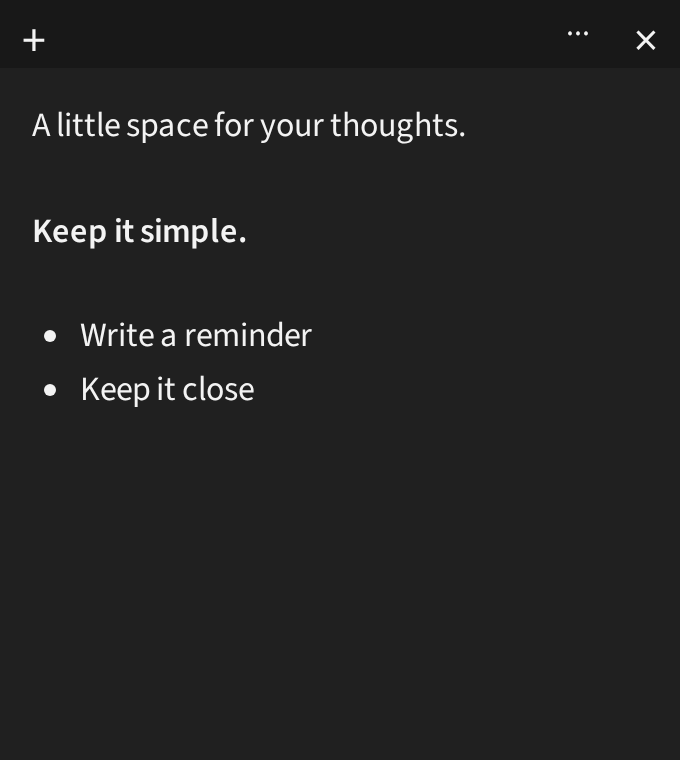 A little space for your thoughts.
Keep it simple.
• Write a reminder
• Keep it close